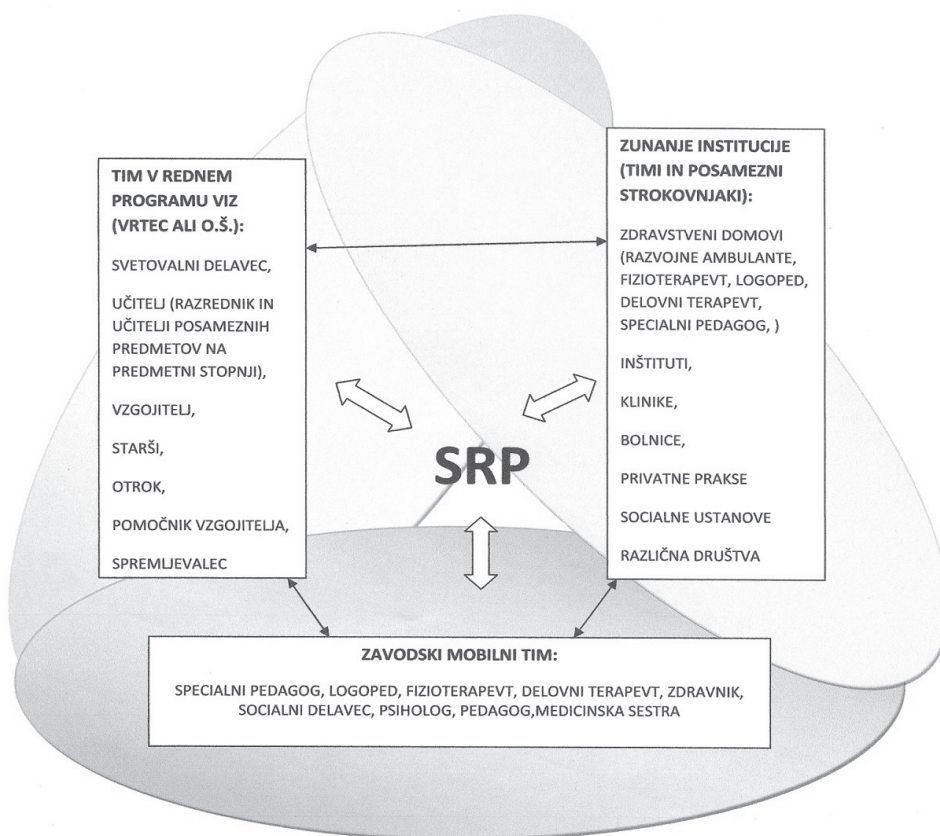 TIM V REDNEM
PROGRAMU VIZ
(VRTEC ALI O.Š.):
SVETOVALNI DELAVEC,
UČITELJ (RAZREDNIK IN
UČITELJI POSAMEZNIH
PREDMETOV NA
PREDMETNI STOPNJI),
VZGOJITELJ,
STARŠI,
OTROK,
POMOČNIK VZGOJITELJA,
SPREMLJEVALEC
ZUNANJE INSTITUCIJE
(TIMI IN POSAMEZNI
STROKOVNJAKI):
ZDRAVSTVENI DOMOVI
(RAZVOJNE AMBULANTE,
FIZIOTERAPEVT, LOGOPED,
DELOVNI TERAPEVT,
SPECIALNI PEDAGOG, )
INŠTITUTI,
KLINIKE,
BOLNICE,
PRIVATNE PRAKSE
SOCIALNE USTANOVE
RAZLIČNA DRUŠTVA
SRP
ZAVODSKI MOBILNI TIM:
SPECIALNI PEDAGOG, LOGOPED, FIZIOTERAPEVT, DELOVNI TERAPEVT, ZDRAVNIK,
SOCIALNI DELAVEC, PSIHOLOG, PEDAGOG,MEDICINSKA SESTRA